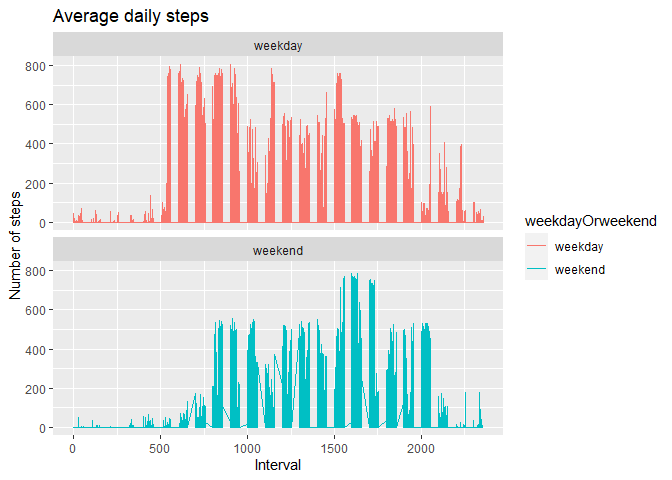 Average daily steps
weekday
800
600
400
200
0
weekend
800
600
400
200
0
0 500 1000 1500 2000
Interval
Number of steps
weekdayOrweekend
weekday
weekend